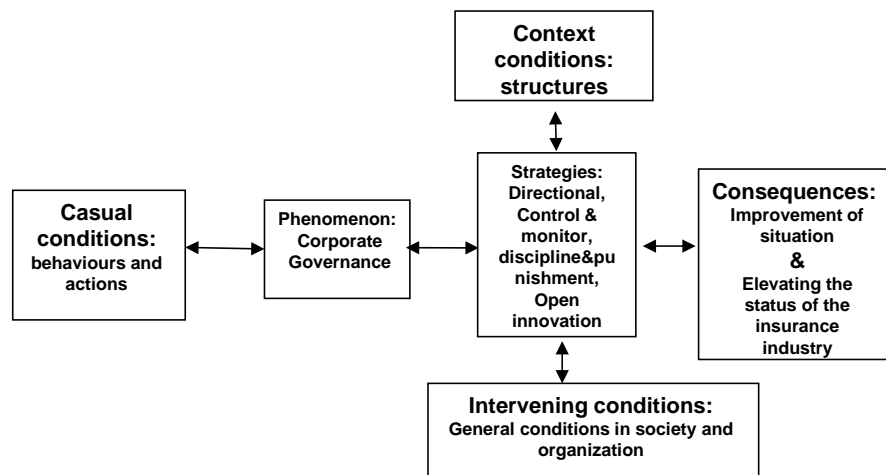 Context
conditions:
structures
Casual
conditions:
behaviours and
actions
Phenomenon:
Corporate
Governance
Strategies:
Directional,
Control &
monitor,
discipline&pu
nishment,
Open
innovation
Consequences:
Improvement of
situation
&
Elevating the
status of the
insurance
industry
Intervening conditions:
General conditions in society and
organization